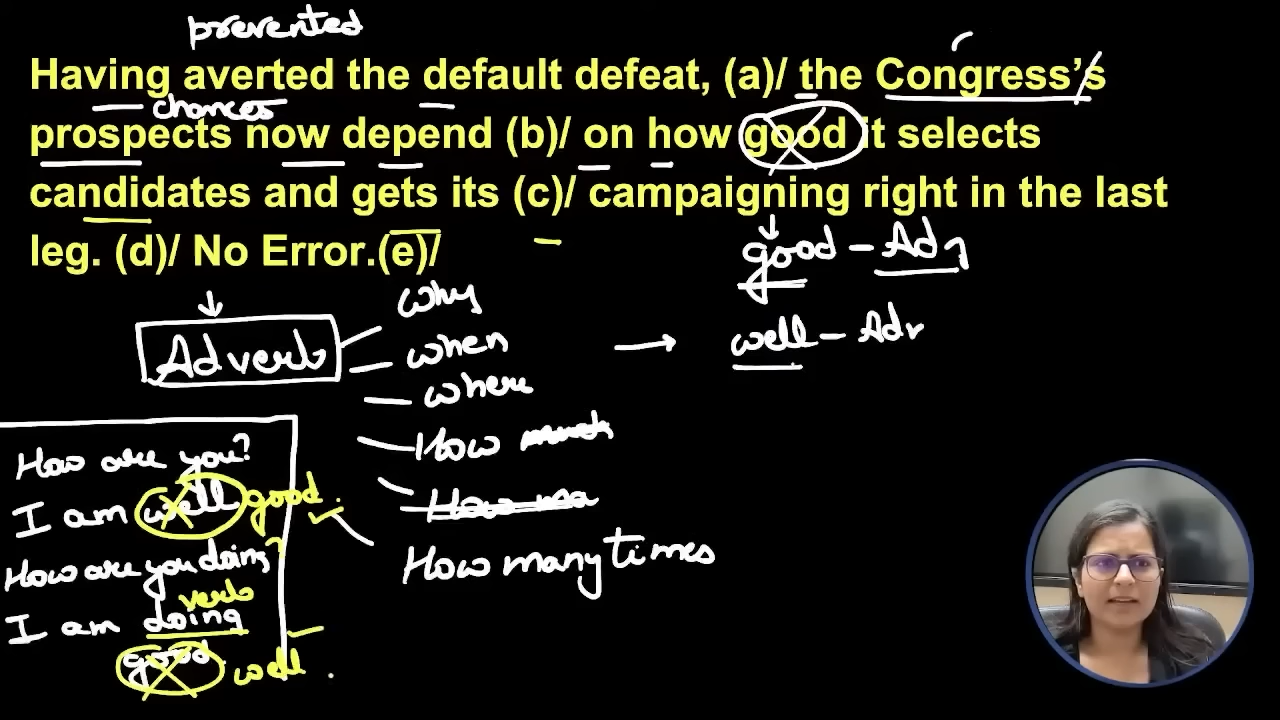 prevented
Having averted the default defeat, (a)/ the Congress's
chances
prospects now depend (b)/ on how good it selects
candidates and gets its (c)/ campaigning right in the last
leg. (d)/ No Error.(e)/
good - Adj
well - Adv
Adverb
why
when
where
How much
How ma
How many times
How are you?
I am well good.
How are you doing?
verb
I am doing
good well.